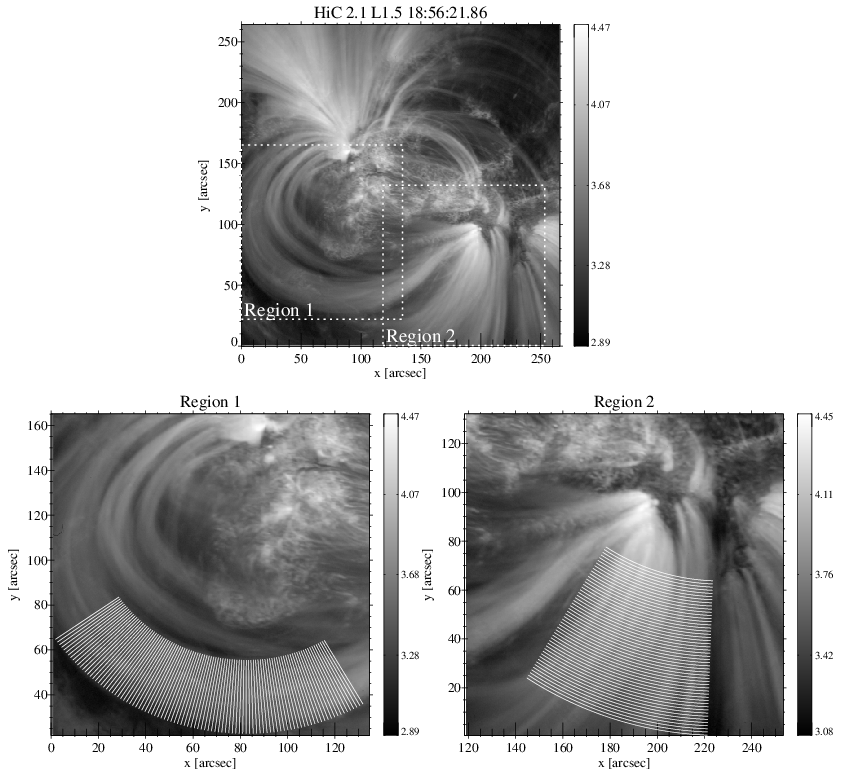 HiC 2.1 L1.5 18:56:21.86
250
200
150
100
50
0
y [arcsec]
Region 1
Region 2
0 50 100 150 200 250
x [arcsec]
4.47
4.07
3.68
3.28
2.89
Region 1
160
140
120
100
80
60
40
y [arcsec]
0 20 40 60 80 100 120
x [arcsec]
4.47
4.07
3.68
3.28
2.89
Region 2
120
100
80
60
40
20
y [arcsec]
120 140 160 180 200 220 240
x [arcsec]
4.45
4.11
3.76
3.42
3.08